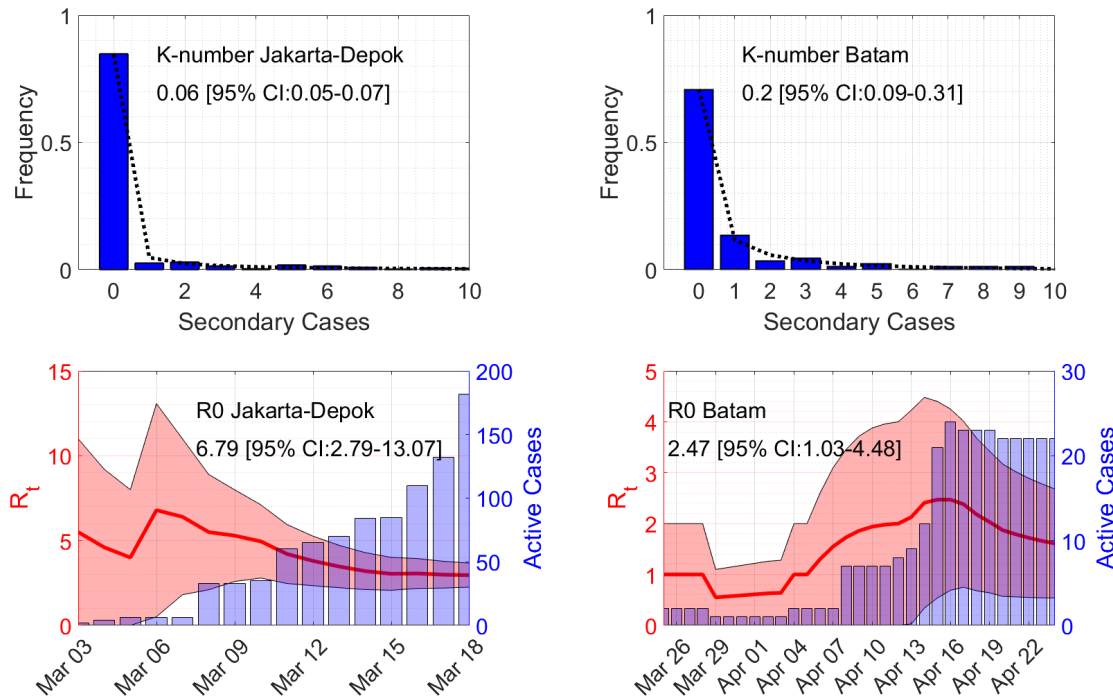 K-number Jakarta-Depok
0.06 [95% CI:0.05-0.07]
Frequency
1
0.5
0
0 2 4 6 8 10
Secondary Cases
K-number Batam
0.2 [95% CI:0.09-0.31]
Frequency
1
0.5
0
0 1 2 3 4 5 6 7 8 9 10
Secondary Cases
R0 Jakarta-Depok
6.79 [95% CI:2.79-13.07]
Rt
15
10
5
0
200
150
100
50
0
Active Cases
Mar 03 Mar 06 Mar 09 Mar 12 Mar 15 Mar 18
R0 Batam
2.47 [95% CI:1.03-4.48]
Rt
5
4
3
2
1
0
30
20
10
0
Active Cases
Mar 26 Mar 29 Apr 01 Apr 04 Apr 07 Apr 10 Apr 13 Apr 16 Apr 19 Apr 22